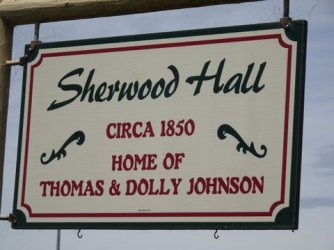 Sherwood Hall
CIRCA 1850
HOME OF
THOMAS & DOLLY JOHNSON